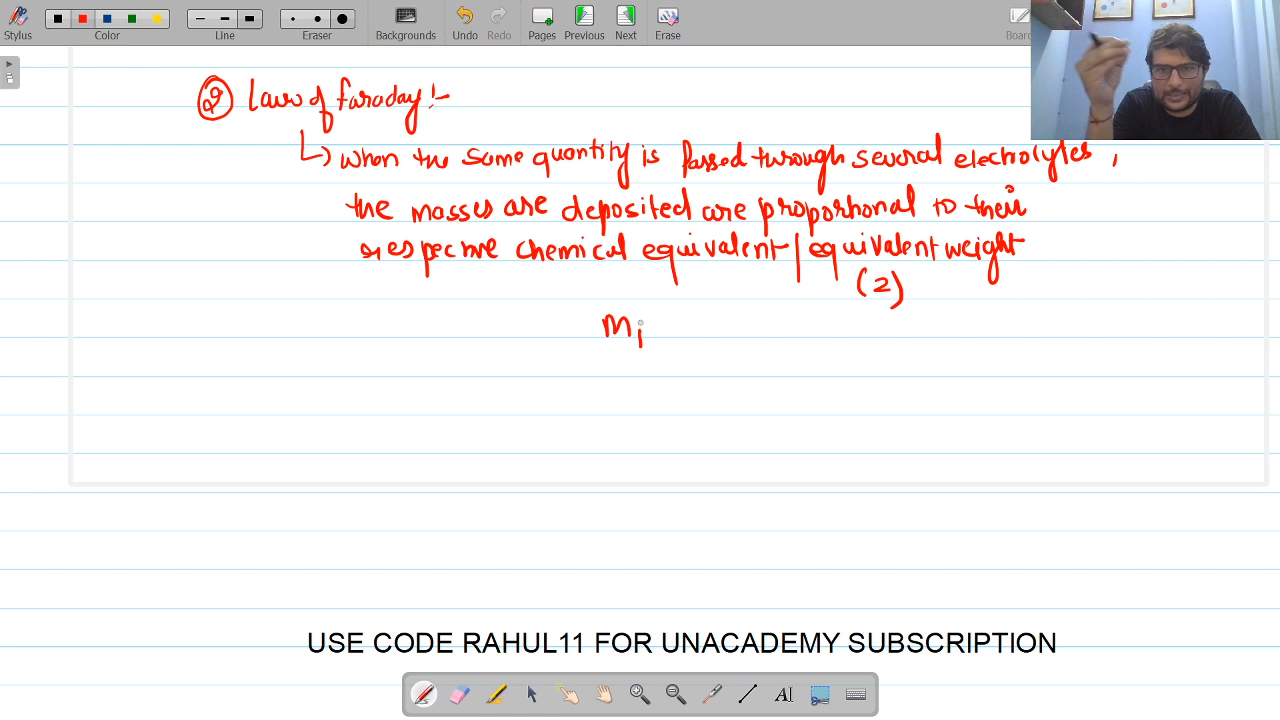 Stylus
Color
Line
Eraser
Backgrounds
Undo
Redo
Pages
Previous
Next
Erase
Board
② Law of faraday :-
When the same quantity is Passed through several electrolytes ,
the masses are deposited are proportional to their
respective chemical equivalent | equivalent weight
(Z)
m₁
USE CODE RAHUL11 FOR UNACADEMY SUBSCRIPTION
A